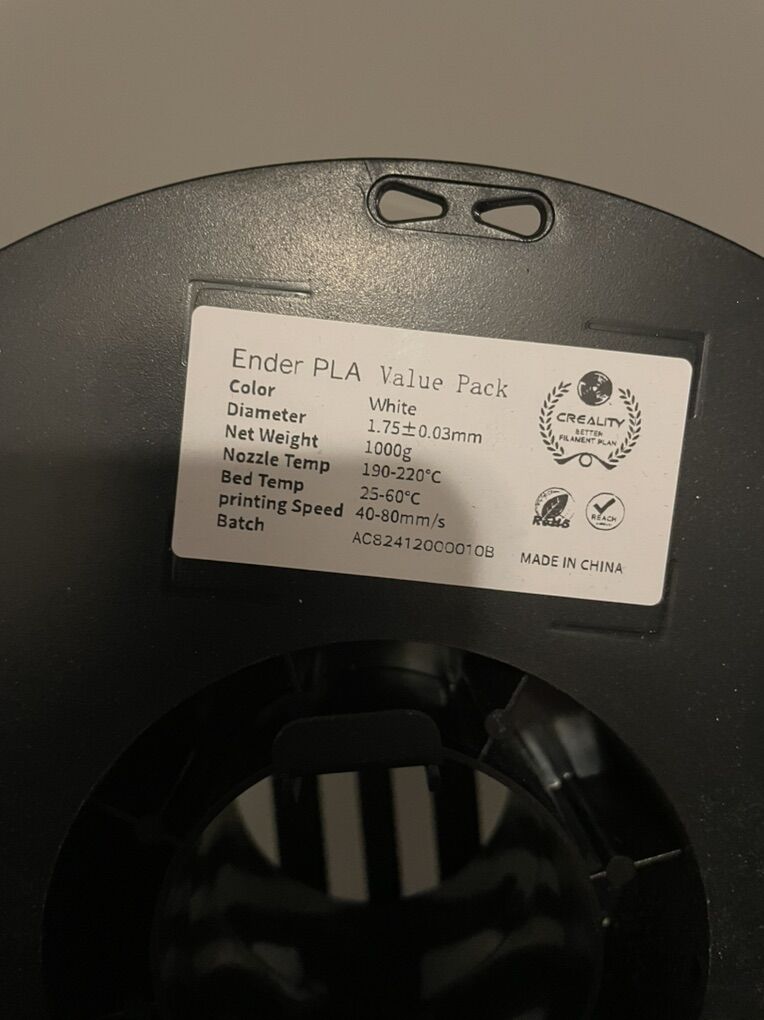 Ender PLA Value Pack
Color White
Diameter 1.75±0.03mm
Net Weight 1000g
Nozzle Temp 190-220°C
Bed Temp 25-60°C
printing Speed 40-80mm/s
Batch AC82412000010B
CREALITY
BETTER
FILAMENT PLAN
RoHS
REACH
MADE IN CHINA